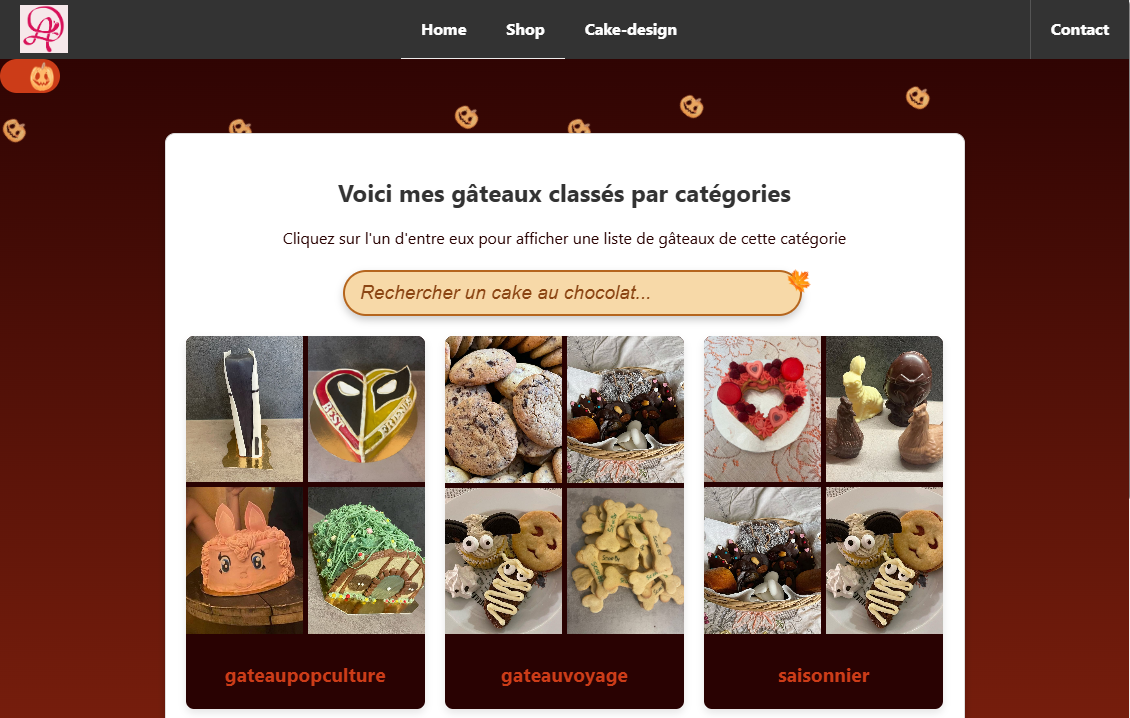 Home
Shop
Cake-design
Contact
Voici mes gâteaux classés par catégories
Cliquez sur l'un d'entre eux pour afficher une liste de gâteaux de cette catégorie
Rechercher un cake au chocolat...
BEST
gateaupopculture
gateauvoyage
saisonnier